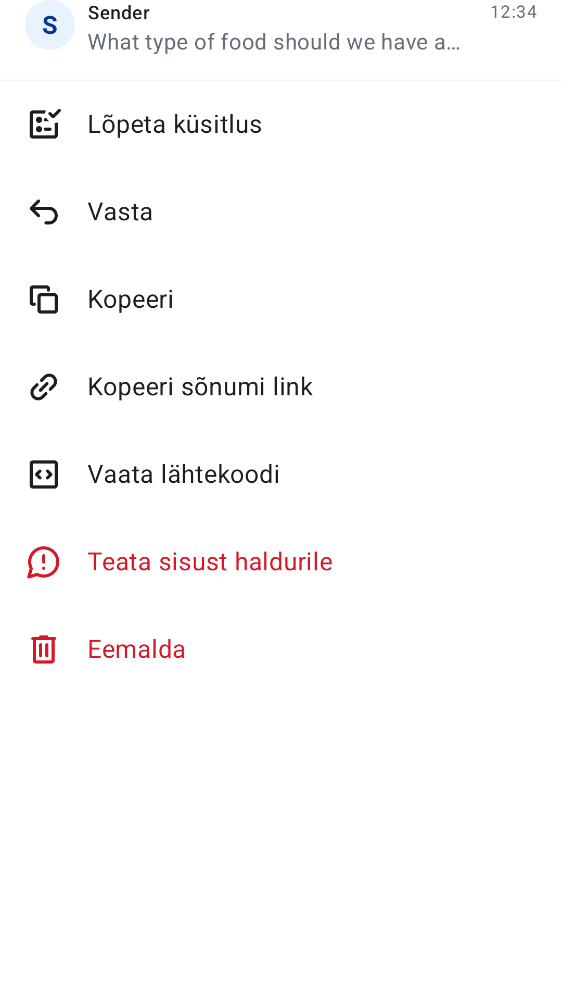 S
Sender
12:34
What type of food should we have a…
Lõpeta küsitlus
Vasta
Kopeeri
Kopeeri sõnumi link
Vaata lähtekoodi
Teata sisust haldurile
Eemalda